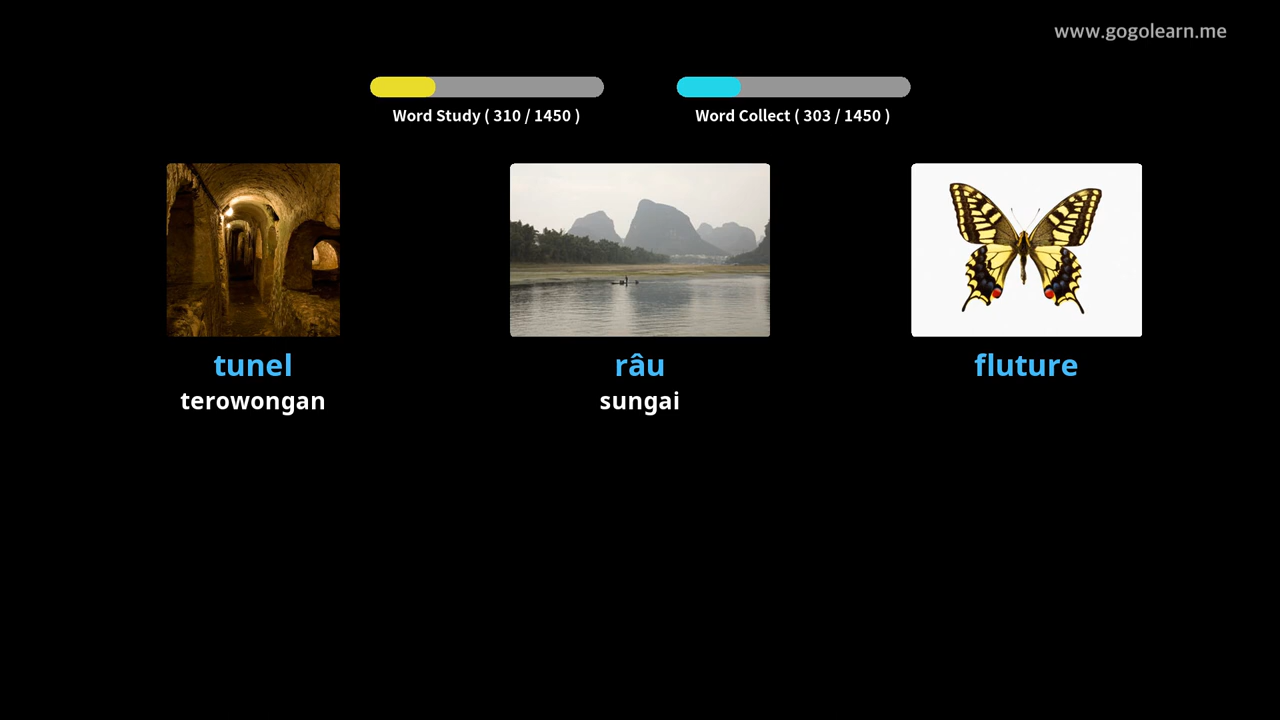 www.gogolearn.me
Word Study ( 310 / 1450 )
Word Collect ( 303 / 1450 )
tunel
râu
fluture
terowongan
sungai